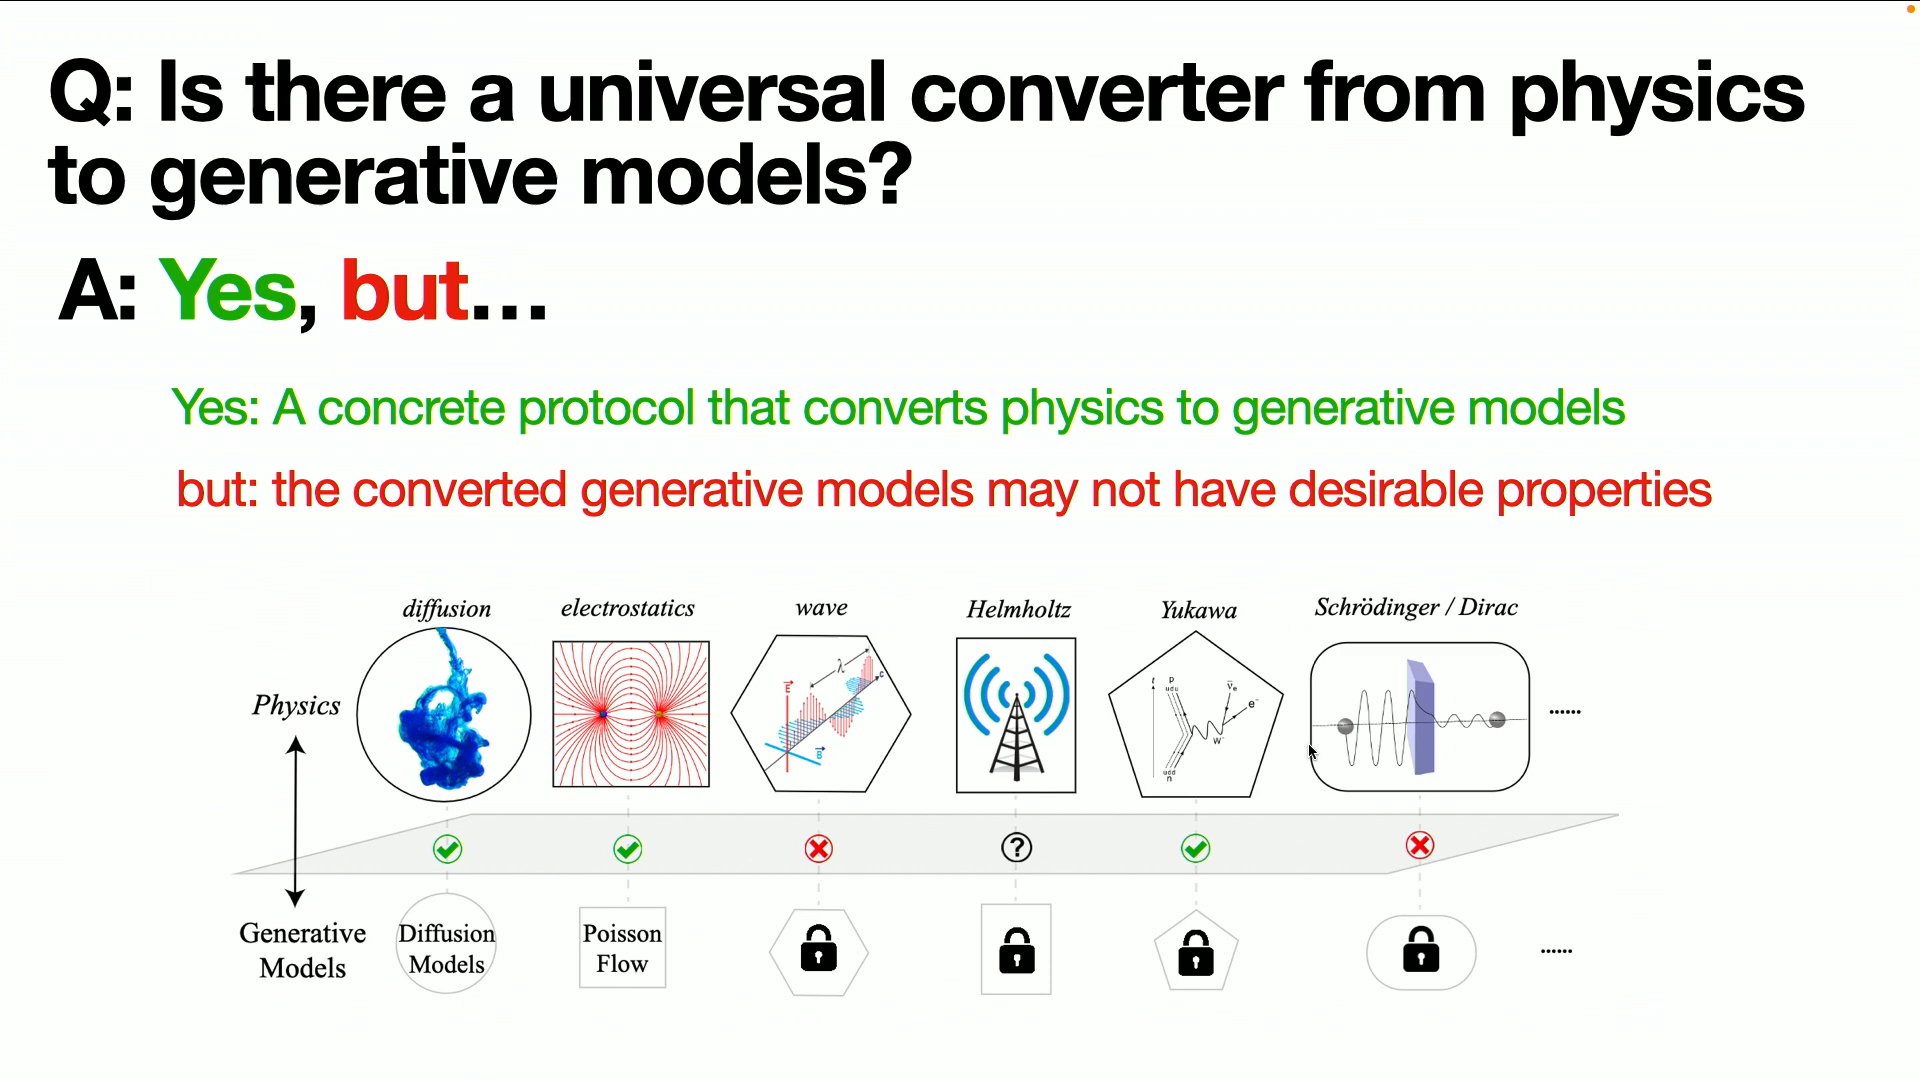 Q: Is there a universal converter from physics
to generative models?
A: Yes, but...
Yes: A concrete protocol that converts physics to generative models
but: the converted generative models may not have desirable properties
diffusion electrostatics wave Helmholtz Yukawa Schrödinger / Dirac
Physics
λ
c
E
B
t
p
udu
ν̅e
e-
W-
udd
n
......
?
Generative
Models
Diffusion
Models
Poisson
Flow
......